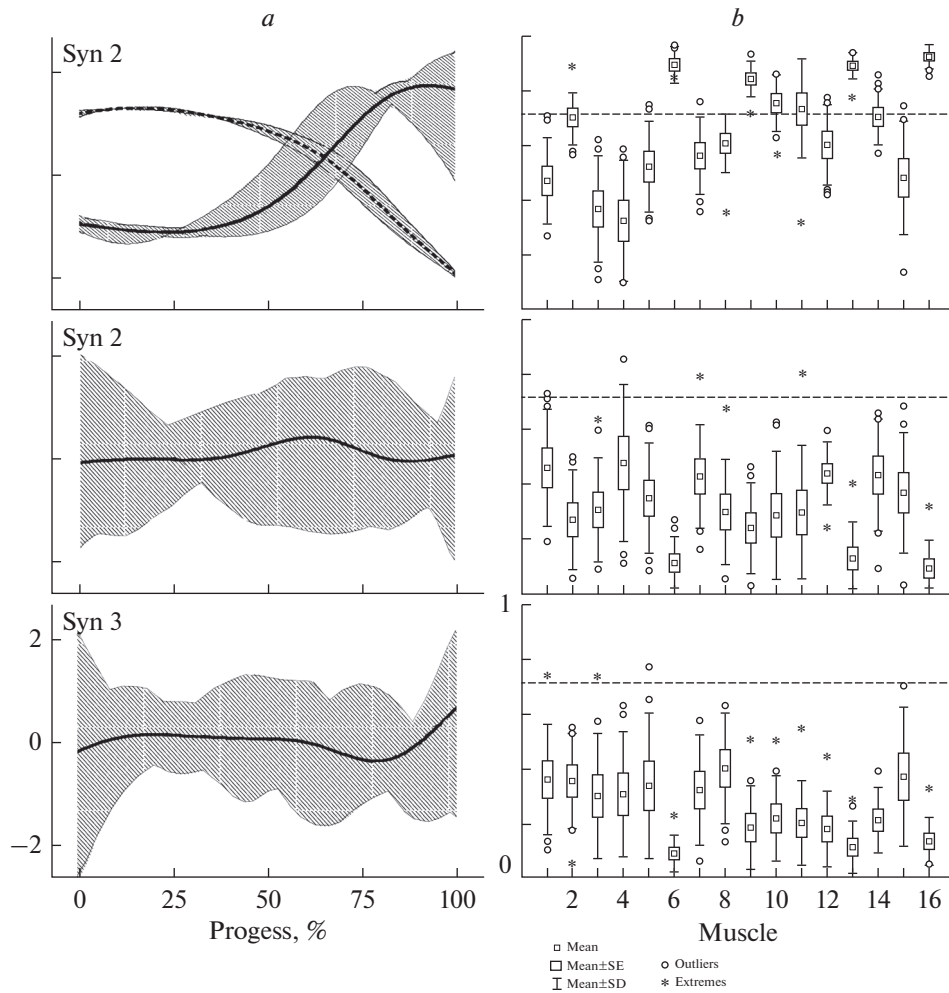 a
b
Syn 2
Syn 2
Syn 3
2
0
−2
0 25 50 75 100
Progess, %
1
0
2 4 6 8 10 12 14 16
Muscle
Mean
Mean±SE
Mean±SD
Outliers
* Extremes